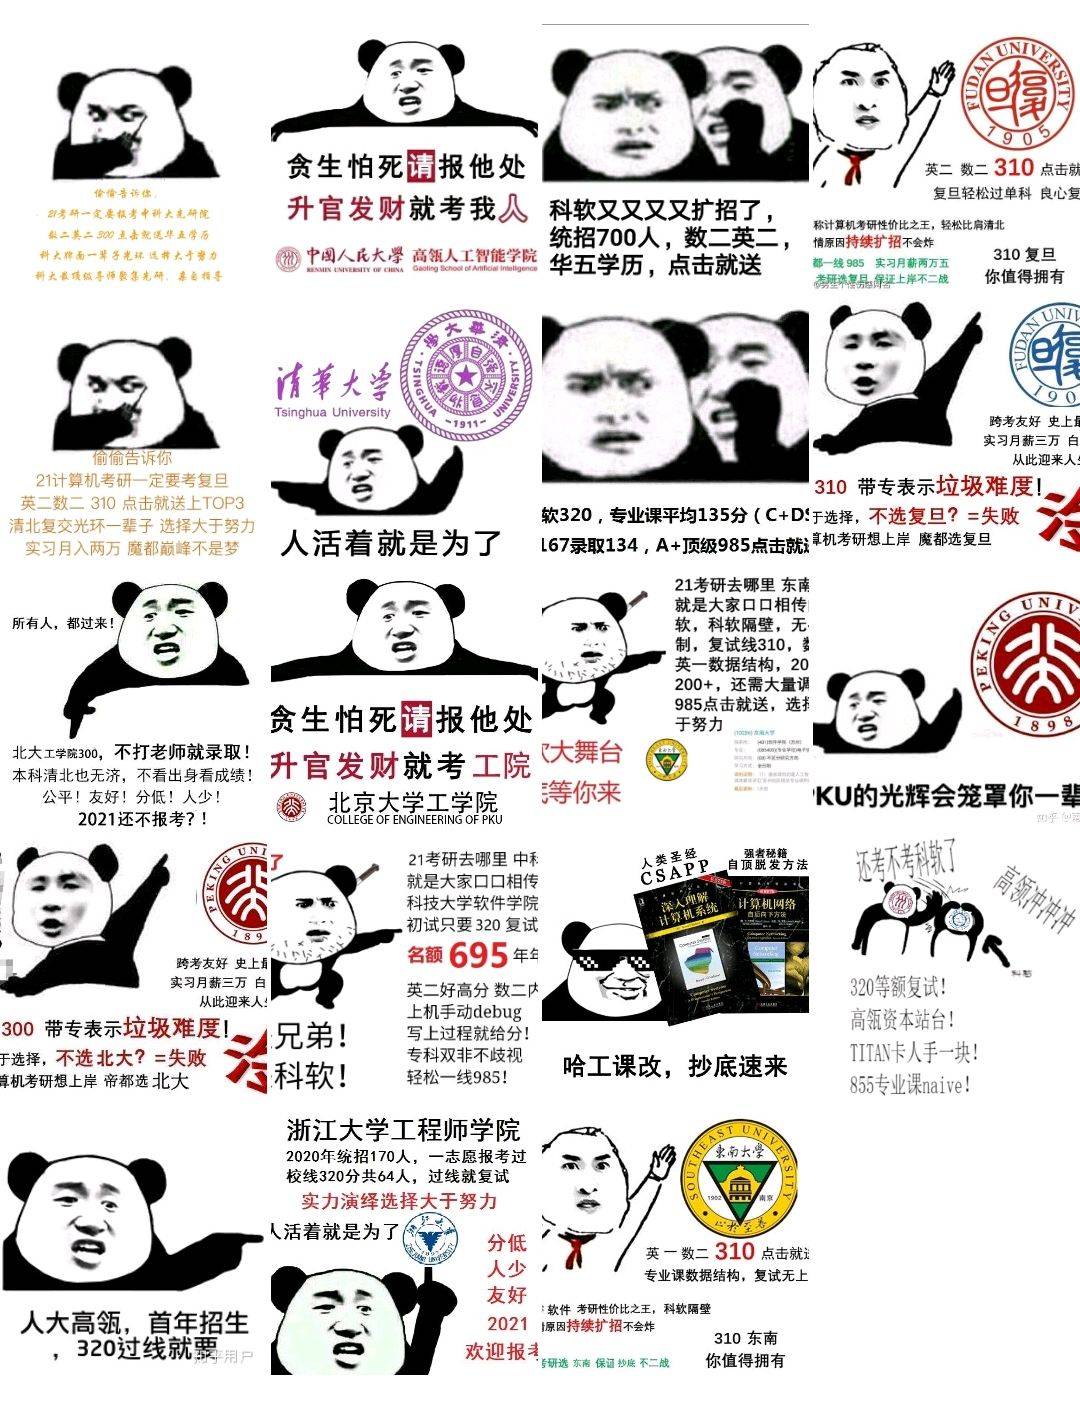 偷偷告诉你，
21考研一定要报考中科大先研院
数二英二300点击就送华五学历
科大牌面一辈子光环 选择大于努力
科大最顶级导师聚集先研，亲自指导
贪生怕死请报他处
升官发财就考我人
中国人民大学 高瓴人工智能学院
RENMIN UNIVERSITY OF CHINA Gaoling School of Artificial Intelligence
科软又又又又扩招了，
统招700人，数二英二，
华五学历，点击就送
FUDAN UNIVERSITY
1905
英二 数二 310 点击就
复旦轻松过单科 良心复
称计算机考研性价比之王，轻松比肩清北
情原因持续扩招不会炸
都一线 985 实习月薪两万五
考研选复旦 保证上岸不二战
310 复旦
你值得拥有
偷偷告诉你
21计算机考研一定要考复旦
英二数二 310 点击就送上TOP3
清北复交光环一辈子 选择大于努力
实习月入两万 魔都巅峰不是梦
清华大学
Tsinghua University
TSINGHUA UNIVERSITY
1911
自强不息
厚德载物
人活着就是为了
软320，专业课平均135分（C+DS
167录取134，A+顶级985点击就送
FUDAN UNIV
190
跨考友好 史上最
实习月薪三万 白
从此迎来人生
310 带专表示垃圾难度！
于选择，不选复旦？=失败
算机考研想上岸 魔都选复旦
所有人，都过来！
北大工学院300，不打老师就录取！
本科清北也无济，不看出身看成绩！
公平！友好！分低！人少！
2021还不报考？！
贪生怕死请报他处
升官发财就考工院
北京大学工学院
COLLEGE OF ENGINEERING OF PKU
21考研去哪里 东南
就是大家口口相传
软，科软隔壁，无
制，复试线310，
英一数据结构，20
200+，还需大量调
985点击就送，选择
于努力
大舞台
等你来
PEKING UNIV
1898
PKU的光辉会笼罩你一辈
知乎
PEKING UNI
189
跨考友好 史上最
实习月薪三万 白
从此迎来人生
300 带专表示垃圾难度！
于选择，不选北大？=失败
算机考研想上岸 帝都选北大
了
21考研去哪里 中科
就是大家口口相传
科技大学软件学院
初试只要320 复试
名额 695 年年
英二好高分 数二
上机手动debug
写上过程就给分！
专科双非不歧视
轻松一线985！
兄弟！
科软！
人类圣经
CSAPP
强者秘籍
自顶脱发方法
深入理解
计算机系统
计算机网络
自顶向下方法
哈工课改，抄底速来
还考不考科软了
高领冲冲冲
科软
320等额复试！
高瓴资本站台！
TITAN卡人手一块！
855专业课naive！
人大高瓴，首年招生
，320过线就要
知乎用户
浙江大学工程师学院
2020年统招170人，一志愿报考过
校线320分共64人，过线就复试
实力演绎选择大于努力
人活着就是为了
分低
人少
友好
2021
欢迎报考
SOUTHEAST UNIVERSITY
東南大學
1902 南京
止於至善
英 一 数二 310 点击就送
专业课数据结构，复试无上
软件 考研性价比之王，科软隔壁
原因持续扩招不会炸
考研选 东南 保证 抄底 不二战
310 东南
你值得拥有